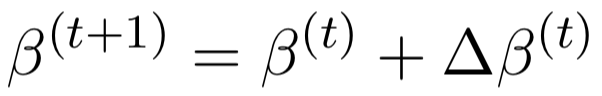 β^{(t+1)} = β^{(t)} + Δβ^{(t)}